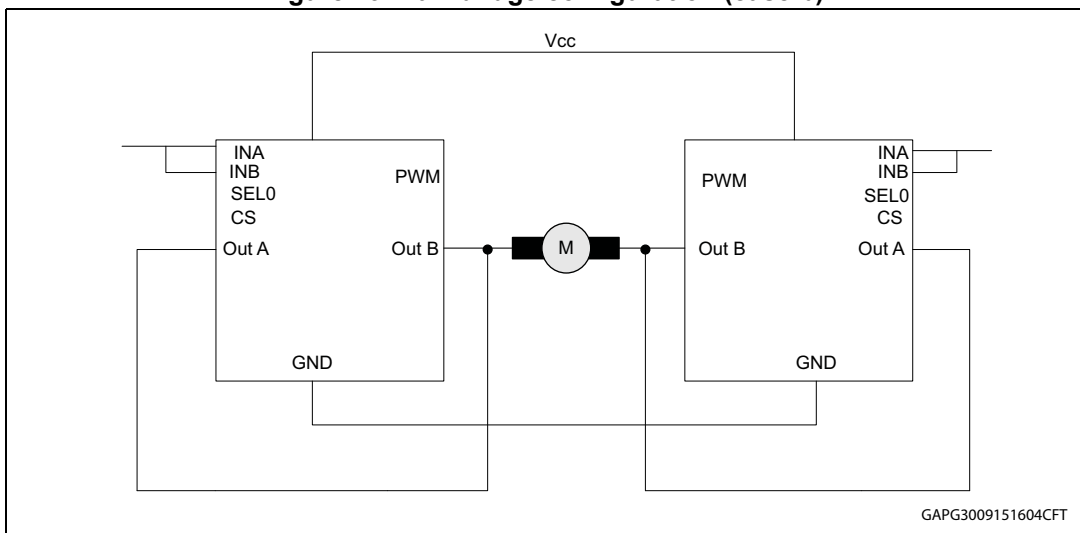 Vcc
INA
INB
SEL0
CS
Out A
PWM
Out B
GND
M
PWM
Out B
INA
INB
SEL0
CS
Out A
GND
GAPG3009151604CFT